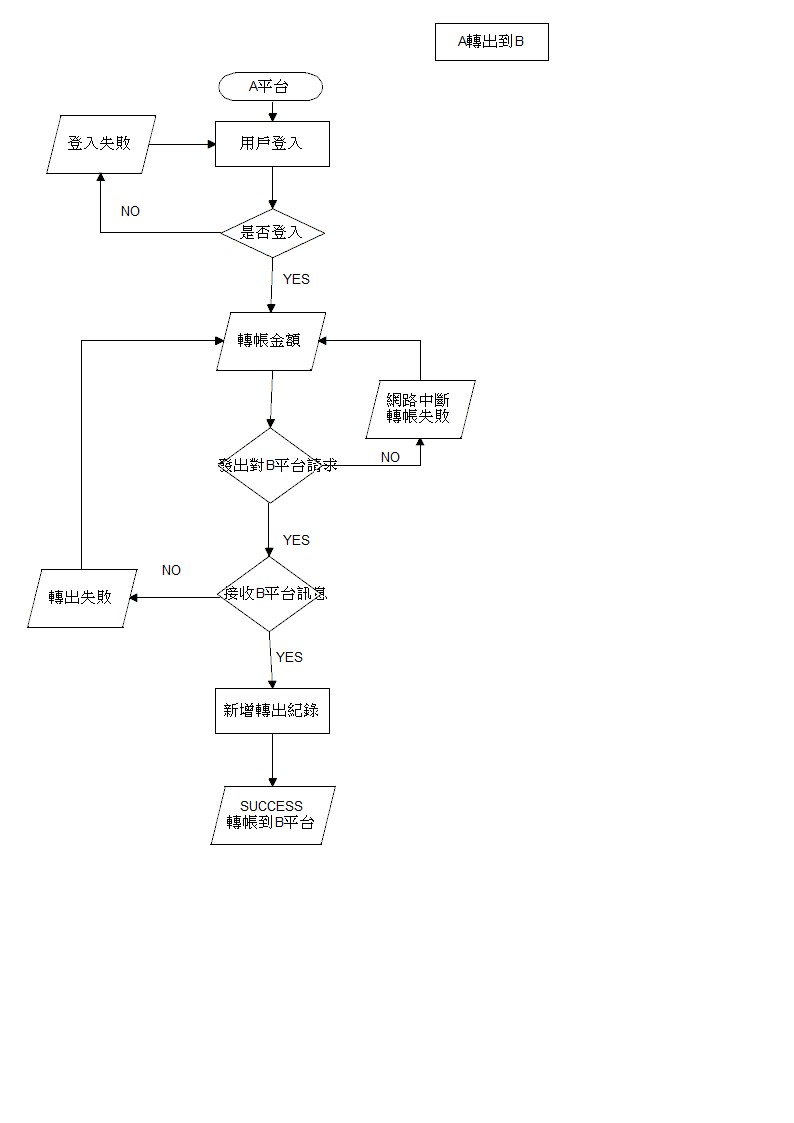 A轉出到B
A平台
登入失敗
用戶登入
NO
是否登入
YES
轉帳金額
網路中斷
轉帳失敗
發出對B平台請求
NO
YES
NO
接收B平台訊息
轉出失敗
YES
新增轉出紀錄
SUCCESS
轉帳到B平台